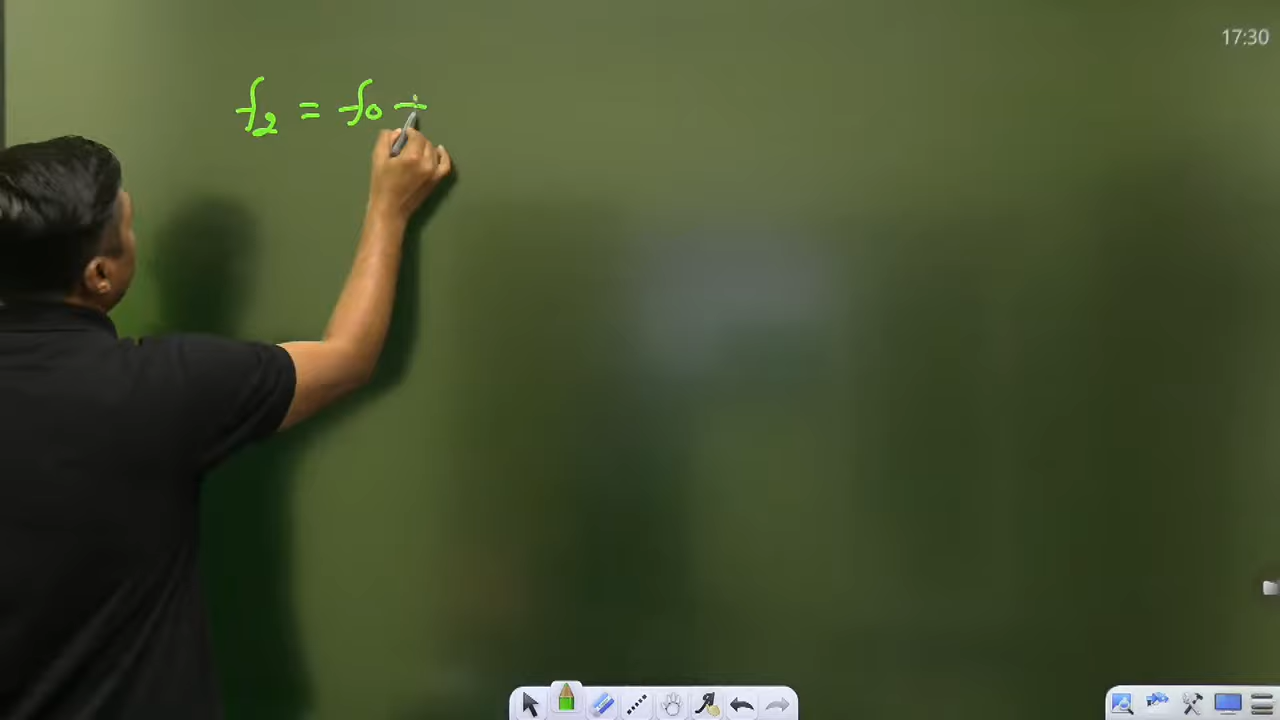 17:30
f₂ = f₀ +